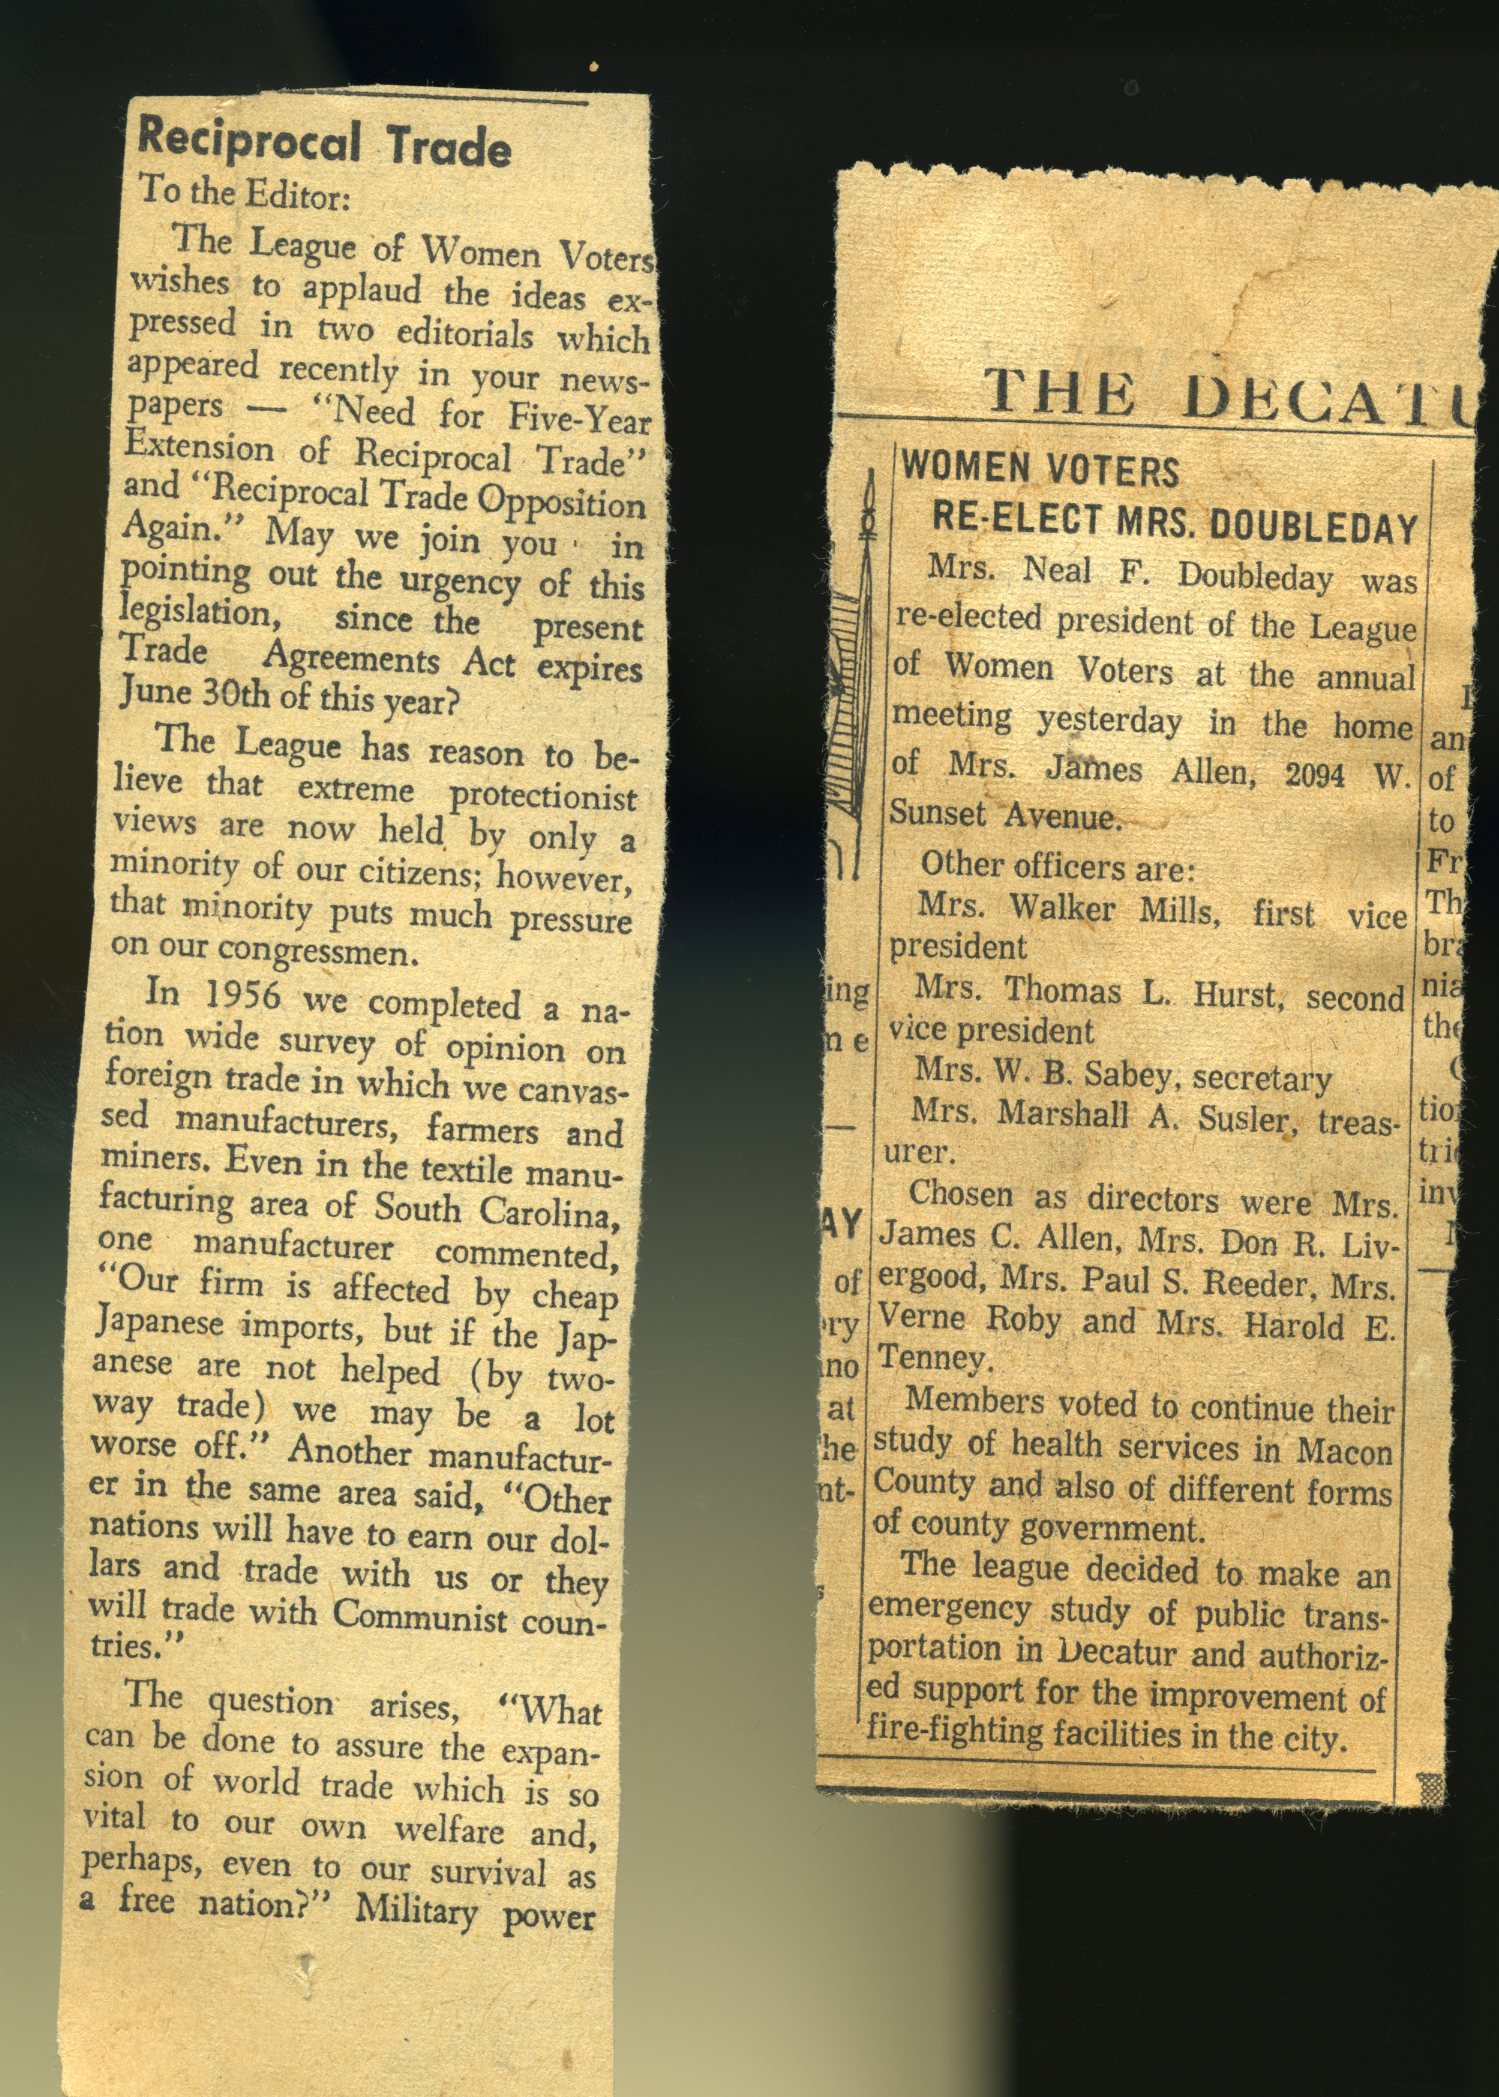 Reciprocal Trade
To the Editor:
The League of Women Voters
wishes to applaud the ideas ex-
pressed in two editorials which
appeared recently in your news-
papers — “Need for Five-Year
Extension of Reciprocal Trade”
and “Reciprocal Trade Opposition
Again.” May we join you in
pointing out the urgency of this
legislation, since the present
Trade Agreements Act expires
June 30th of this year?
The League has reason to be-
lieve that extreme protectionist
views are now held by only a
minority of our citizens; however,
that minority puts much pressure
on our congressmen.
In 1956 we completed a na-
tion wide survey of opinion on
foreign trade in which we canvas-
sed manufacturers, farmers and
miners. Even in the textile manu-
facturing area of South Carolina,
one manufacturer commented,
“Our firm is affected by cheap
Japanese imports, but if the Jap-
anese are not helped (by two-
way trade) we may be a lot
worse off.” Another manufactur-
er in the same area said, “Other
nations will have to earn our dol-
lars and trade with us or they
will trade with Communist coun-
tries.”
The question arises, “What
can be done to assure the expan-
sion of world trade which is so
vital to our own welfare and,
perhaps, even to our survival as
a free nation?” Military power
THE DECATU
WOMEN VOTERS
RE-ELECT MRS. DOUBLEDAY
Mrs. Neal F. Doubleday was
re-elected president of the League
of Women Voters at the annual
meeting yesterday in the home
of Mrs. James Allen, 2094 W.
Sunset Avenue.
Other officers are:
Mrs. Walker Mills, first vice
president
Mrs. Thomas L. Hurst, second
vice president
Mrs. W. B. Sabey, secretary
Mrs. Marshall A. Susler, treas-
urer.
Chosen as directors were Mrs.
James C. Allen, Mrs. Don R. Liv-
ergood, Mrs. Paul S. Reeder, Mrs.
Verne Roby and Mrs. Harold E.
Tenney.
Members voted to continue their
study of health services in Macon
County and also of different forms
of county government.
The league decided to make an
emergency study of public trans-
portation in Decatur and authoriz-
ed support for the improvement of
fire-fighting facilities in the city.